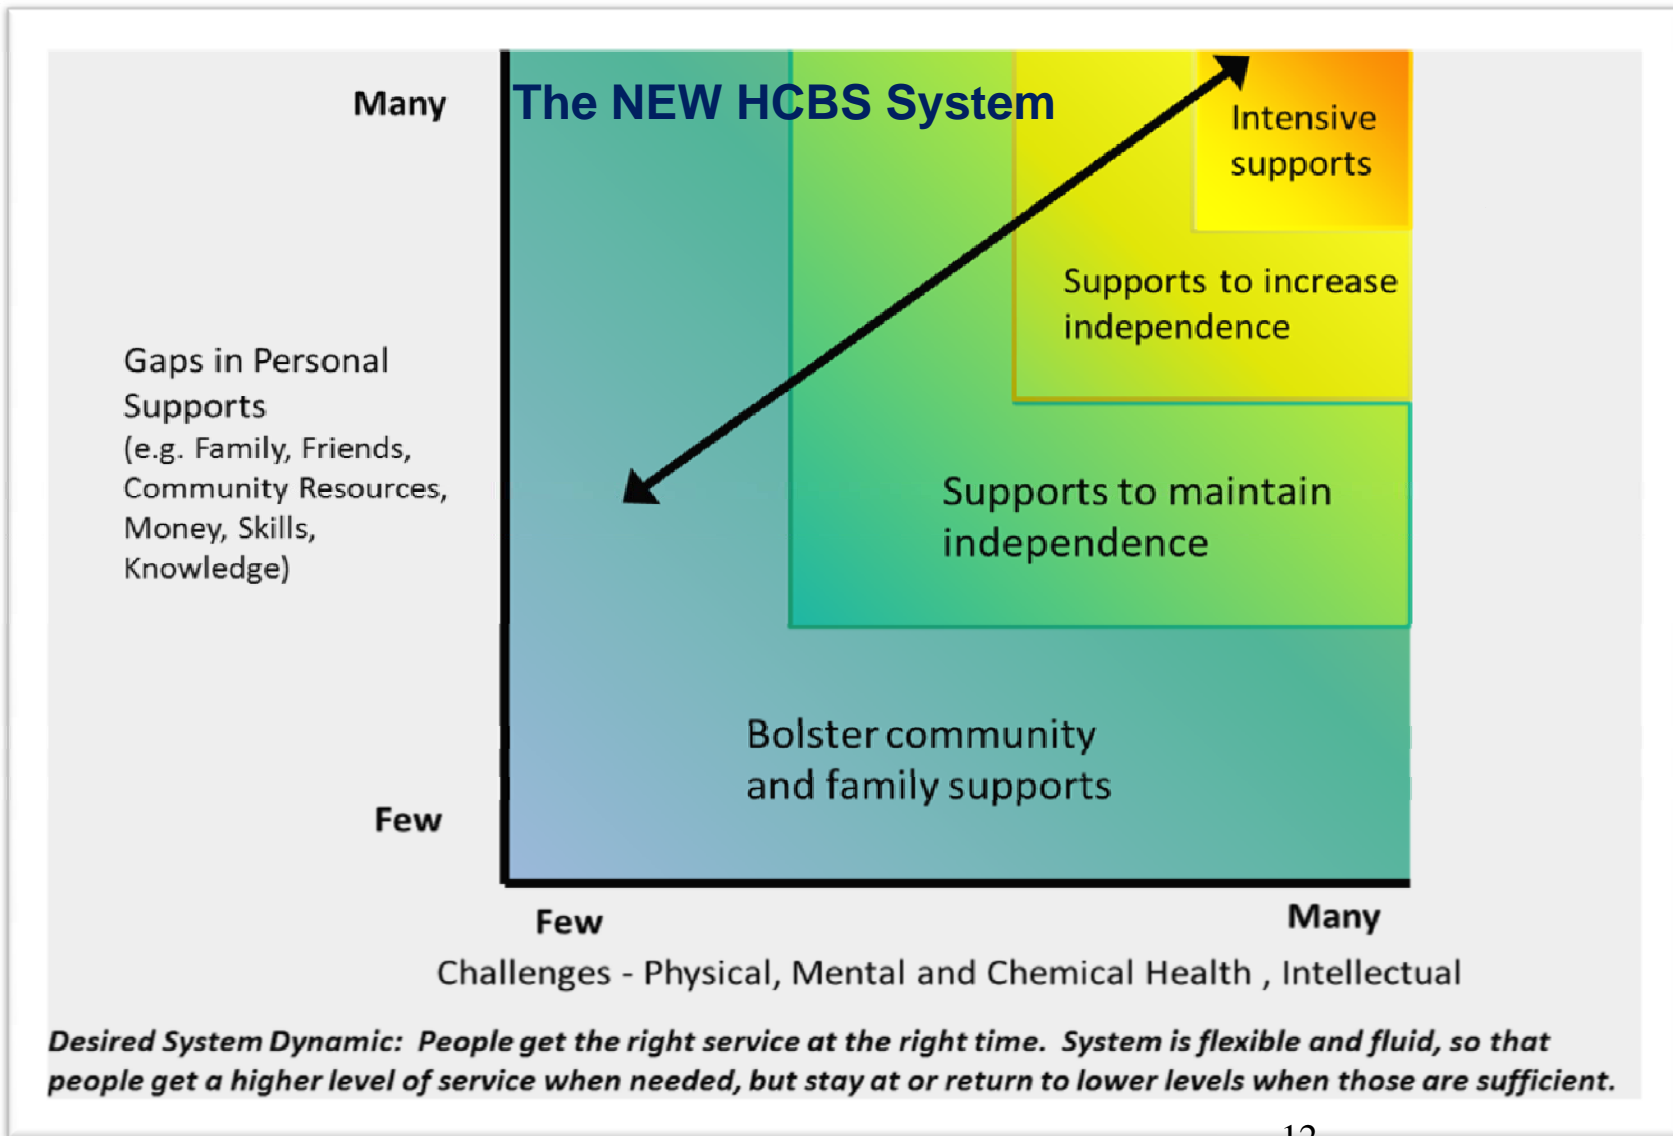 The NEW HCBS System
Many
Intensive
supports
Supports to increase
independence
Gaps in Personal
Supports
(e.g. Family, Friends,
Community Resources,
Money, Skills,
Knowledge)
Supports to maintain
independence
Bolster community
and family supports
Few
Few
Many
Challenges - Physical, Mental and Chemical Health , Intellectual
Desired System Dynamic: People get the right service at the right time. System is flexible and fluid, so that
people get a higher level of service when needed, but stay at or return to lower levels when those are sufficient.
12